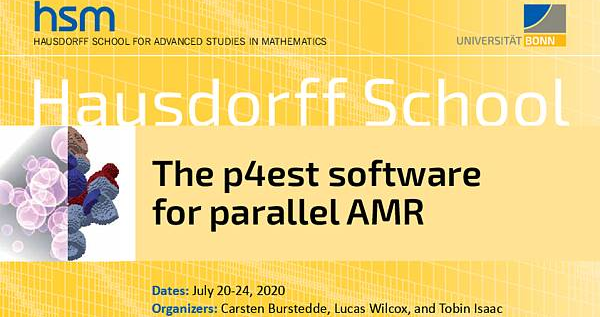 hsm
HAUSDORFF SCHOOL FOR ADVANCED STUDIES IN MATHEMATICS
UNIVERSITÄT BONN
Hausdorff School
The p4est software
for parallel AMR
Dates: July 20-24, 2020
Organizers: Carsten Burstedde, Lucas Wilcox, and Tobin Isaac